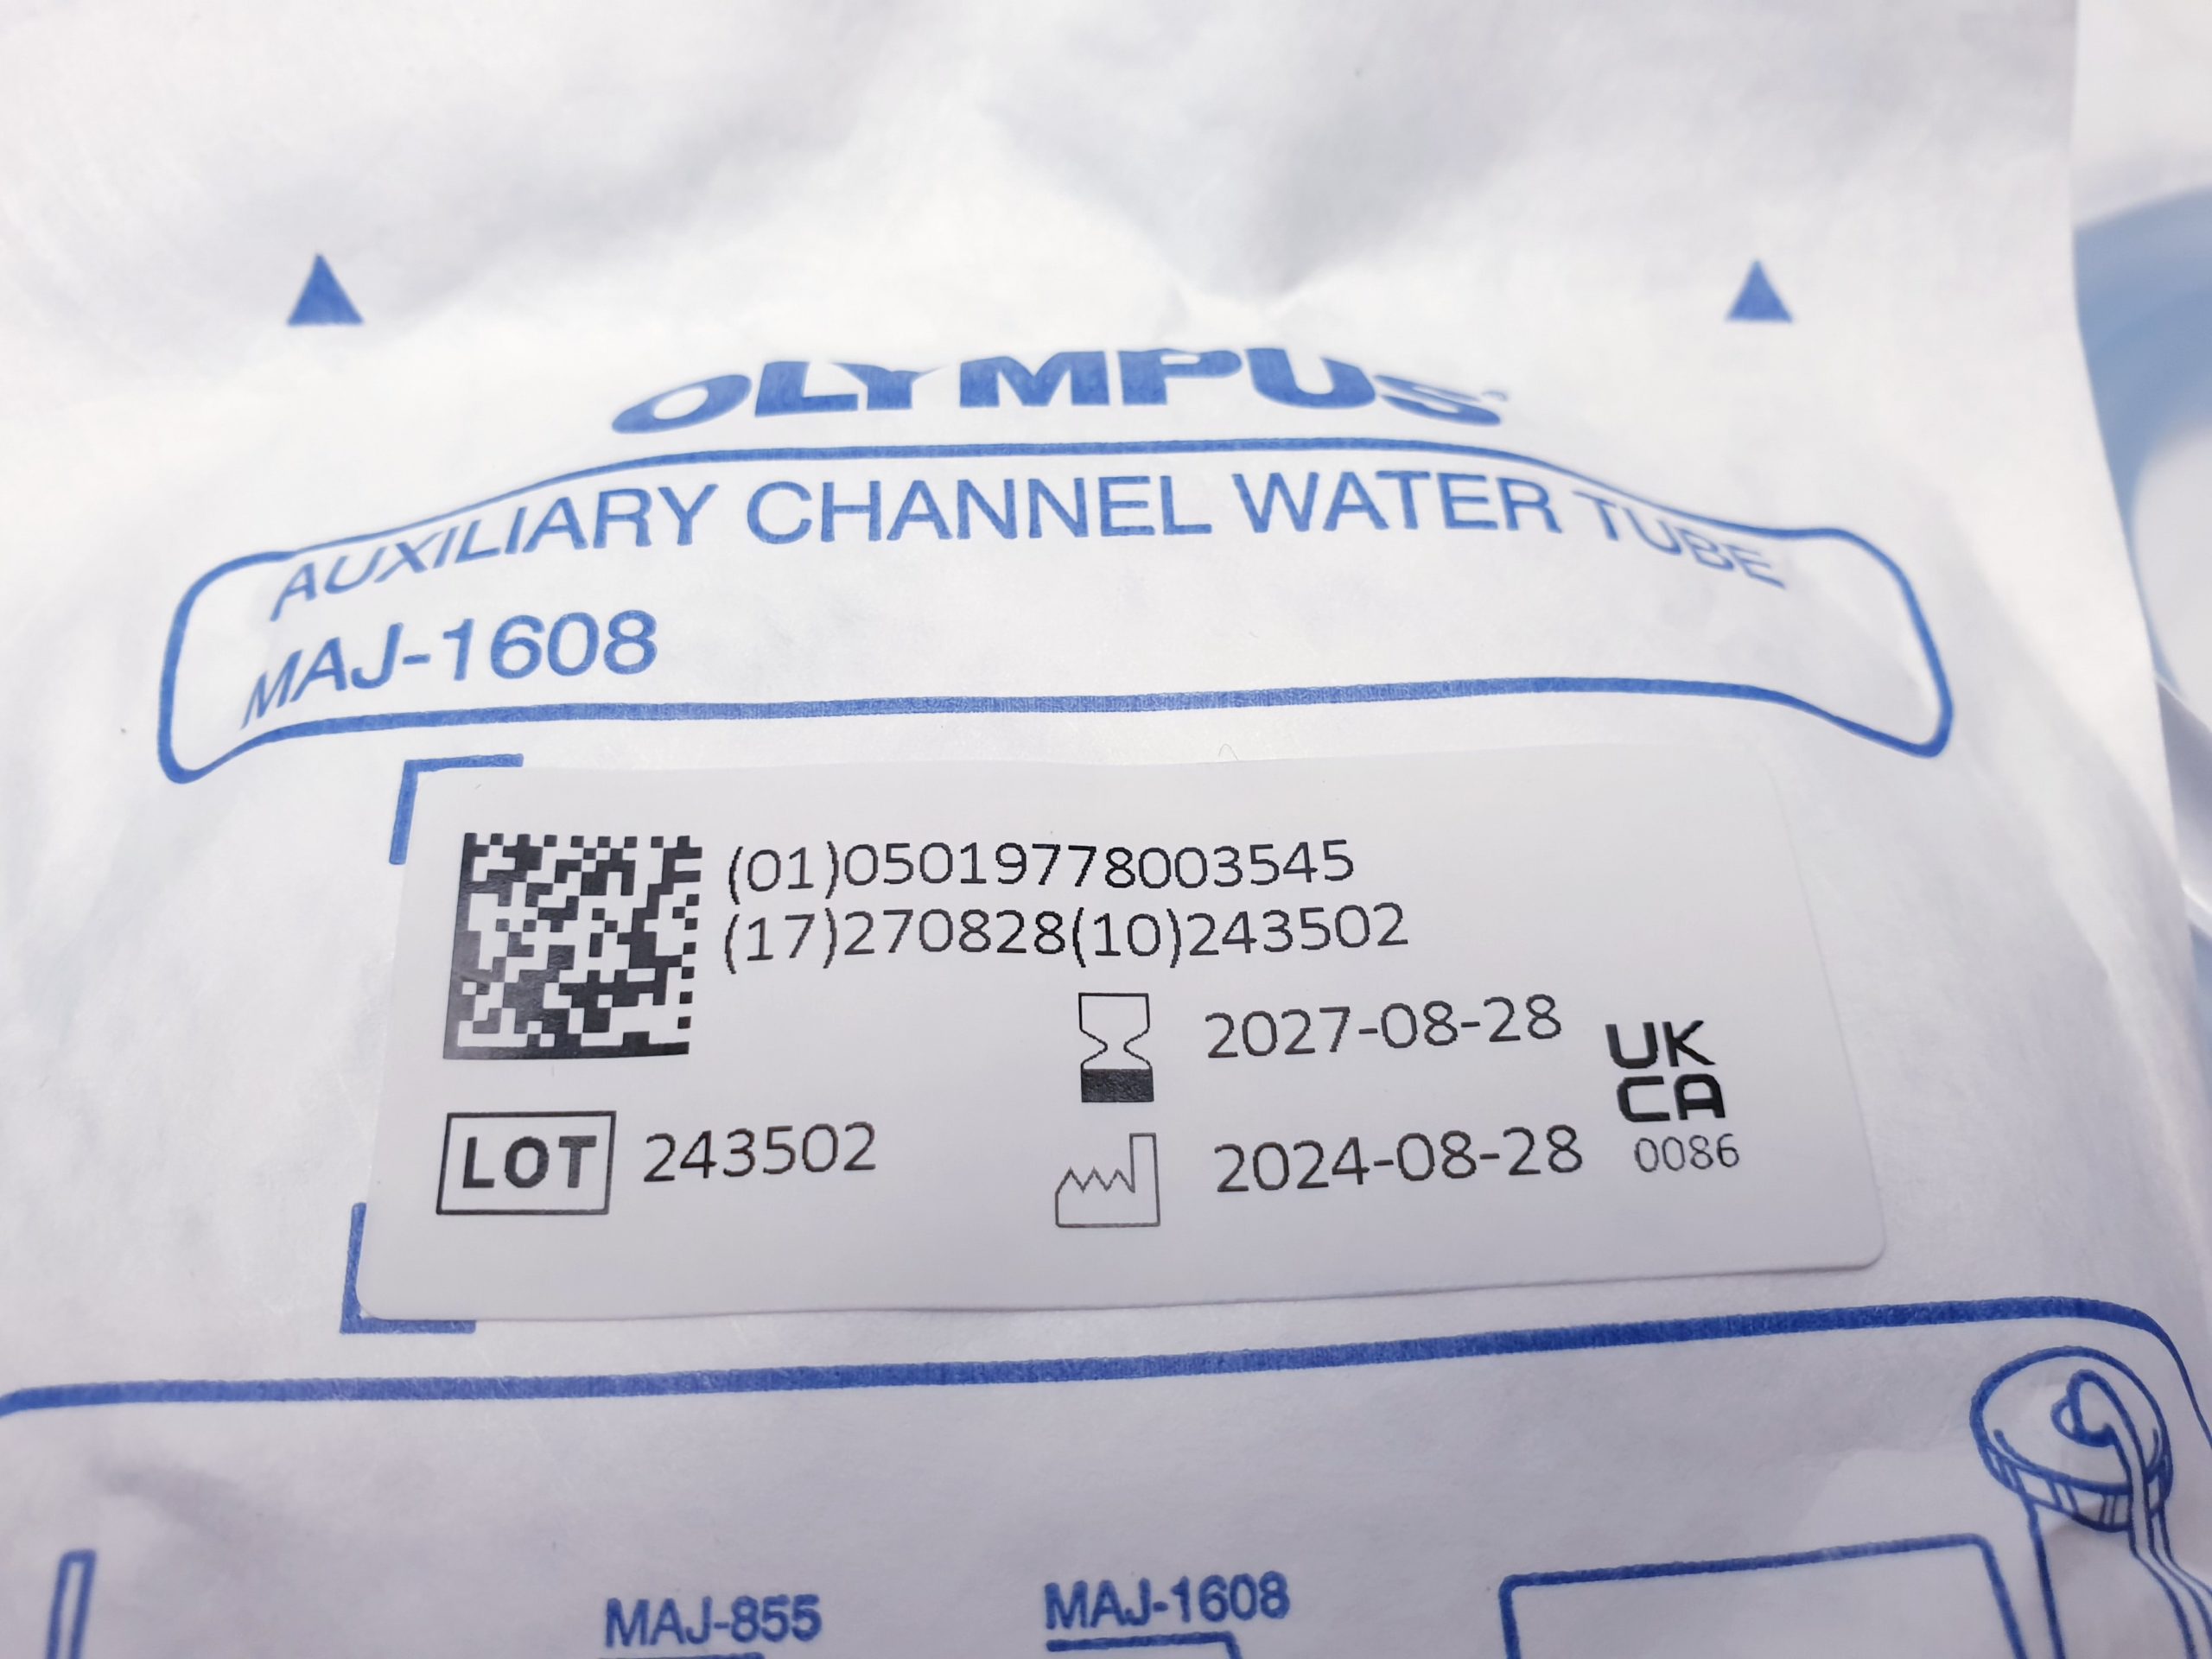 OLYMPUS
AUXILIARY CHANNEL WATER TUBE
MAJ-1608
(01)05019778003545
(17)270828(10)243502
2027-08-28
UK
CA
0086
LOT 243502
2024-08-28
MAJ-855
MAJ-1608